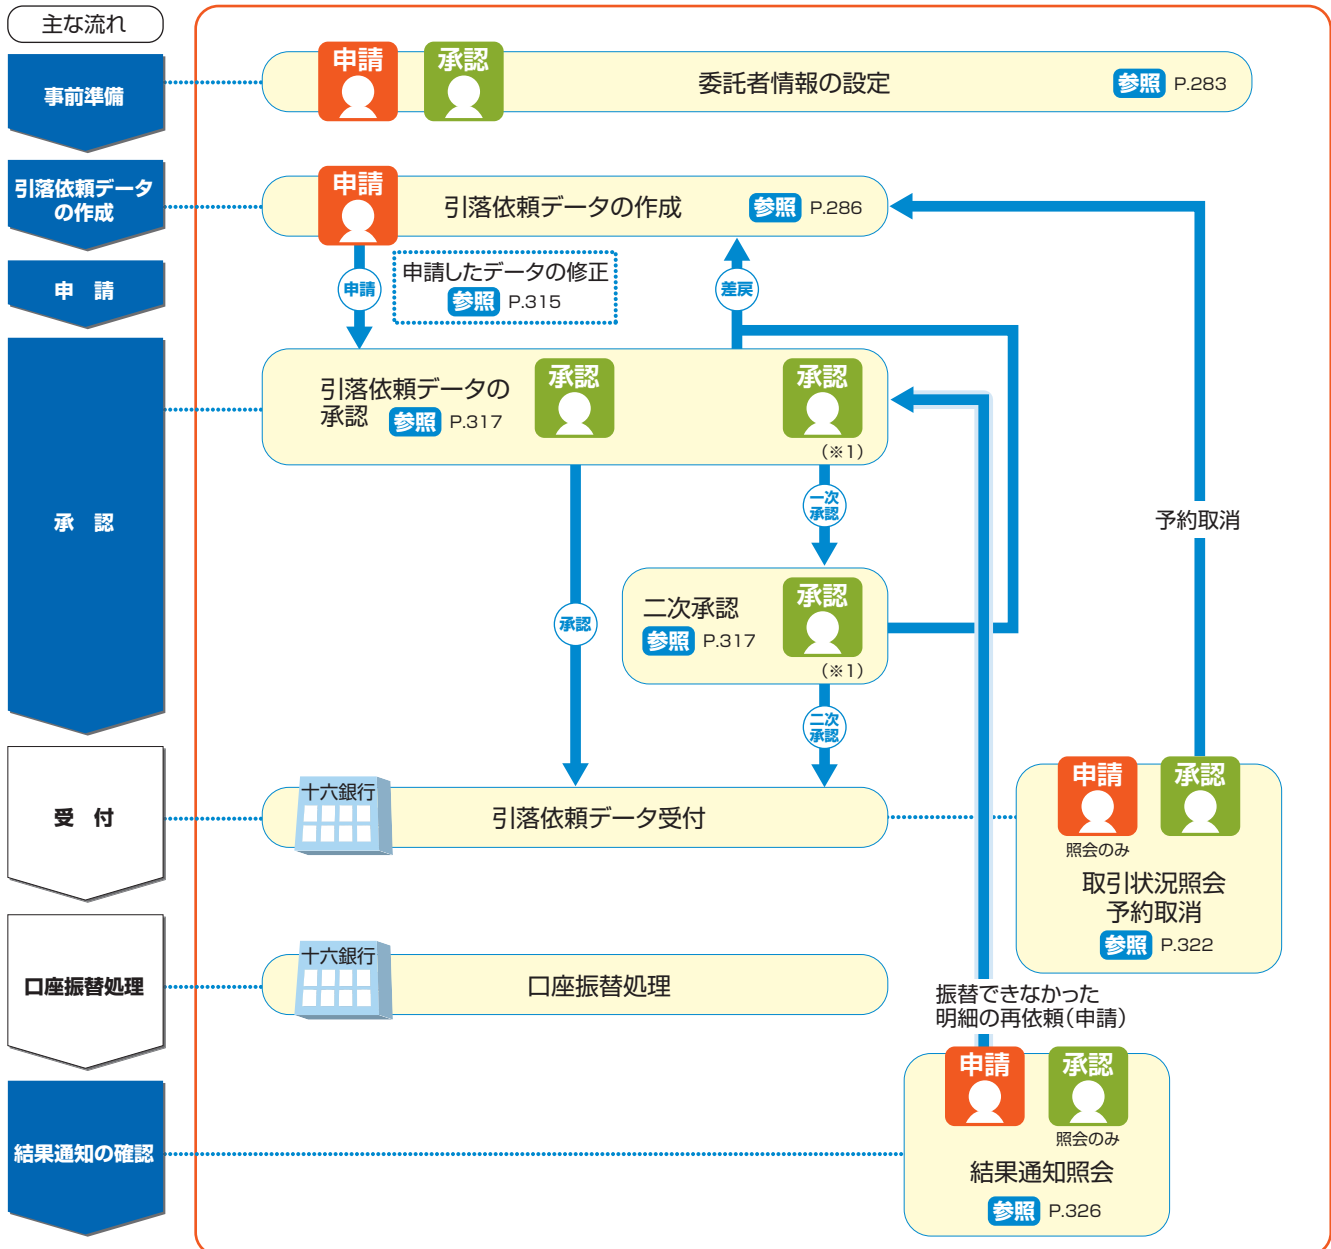 主な流れ
事前準備
申請
承認
委託者情報の設定
参照 P.283
引落依頼データ
の作成
申請
引落依頼データの作成
参照 P.286
申 請
申請
申請したデータの修正
参照 P.315
差戻
承 認
引落依頼データの
承認 参照 P.317
承認
承認
(※1)
一次
承認
予約取消
承認
二次承認
参照 P.317
承認
(※1)
二次
承認
受 付
十六銀行
引落依頼データ受付
申請
照会のみ
承認
取引状況照会
予約取消
参照 P.322
口座振替処理
十六銀行
口座振替処理
振替できなかった
明細の再依頼(申請)
結果通知の確認
申請
承認
照会のみ
結果通知照会
参照 P.326